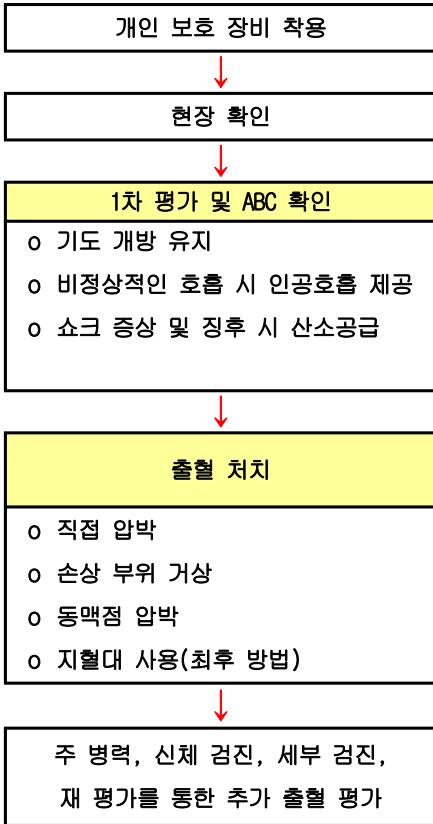 개인 보호 장비 착용
현장 확인
1차 평가 및 ABC 확인
o 기도 개방 유지
o 비정상적인 호흡 시 인공호흡 제공
o 쇼크 증상 및 징후 시 산소공급
출혈 처치
o 직접 압박
o 손상 부위 거상
o 동맥점 압박
o 지혈대 사용(최후 방법)
주 병력, 신체 검진, 세부 검진,
재 평가를 통한 추가 출혈 평가